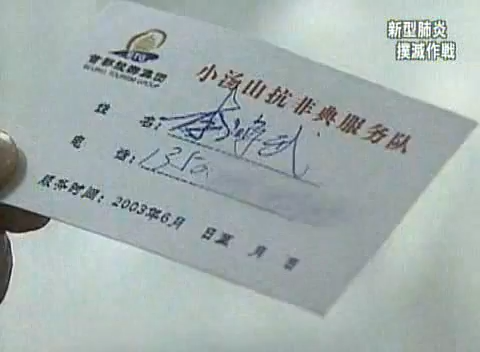 新型肺炎
撲滅作戦
首都旅游集团
BEIJING TOURISM GROUP
小汤山抗非典服务队
姓 名: 李
电 话: 1350
服务时间: 2003年6月 日至 月 日